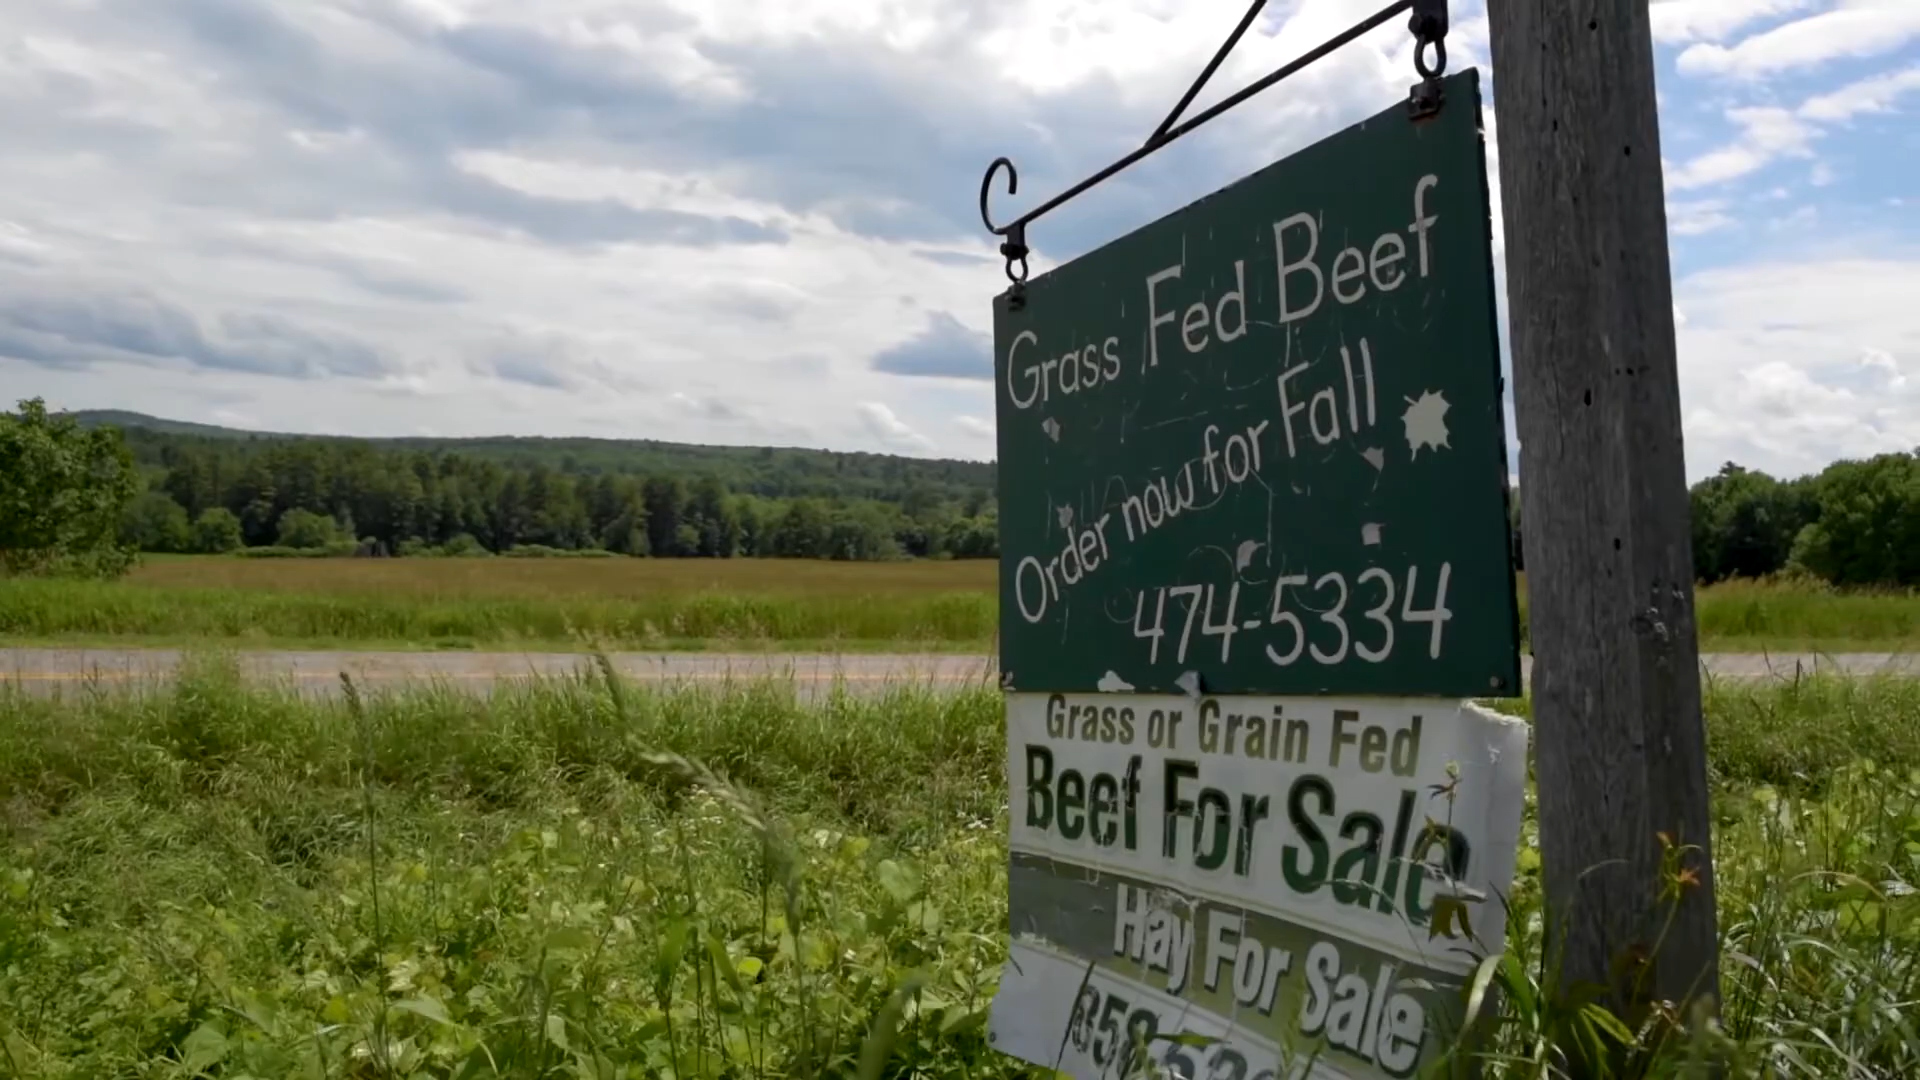 Grass Fed Beef
Order now for Fall
474-5334
Grass or Grain Fed
Beef For Sale
Hay For Sale